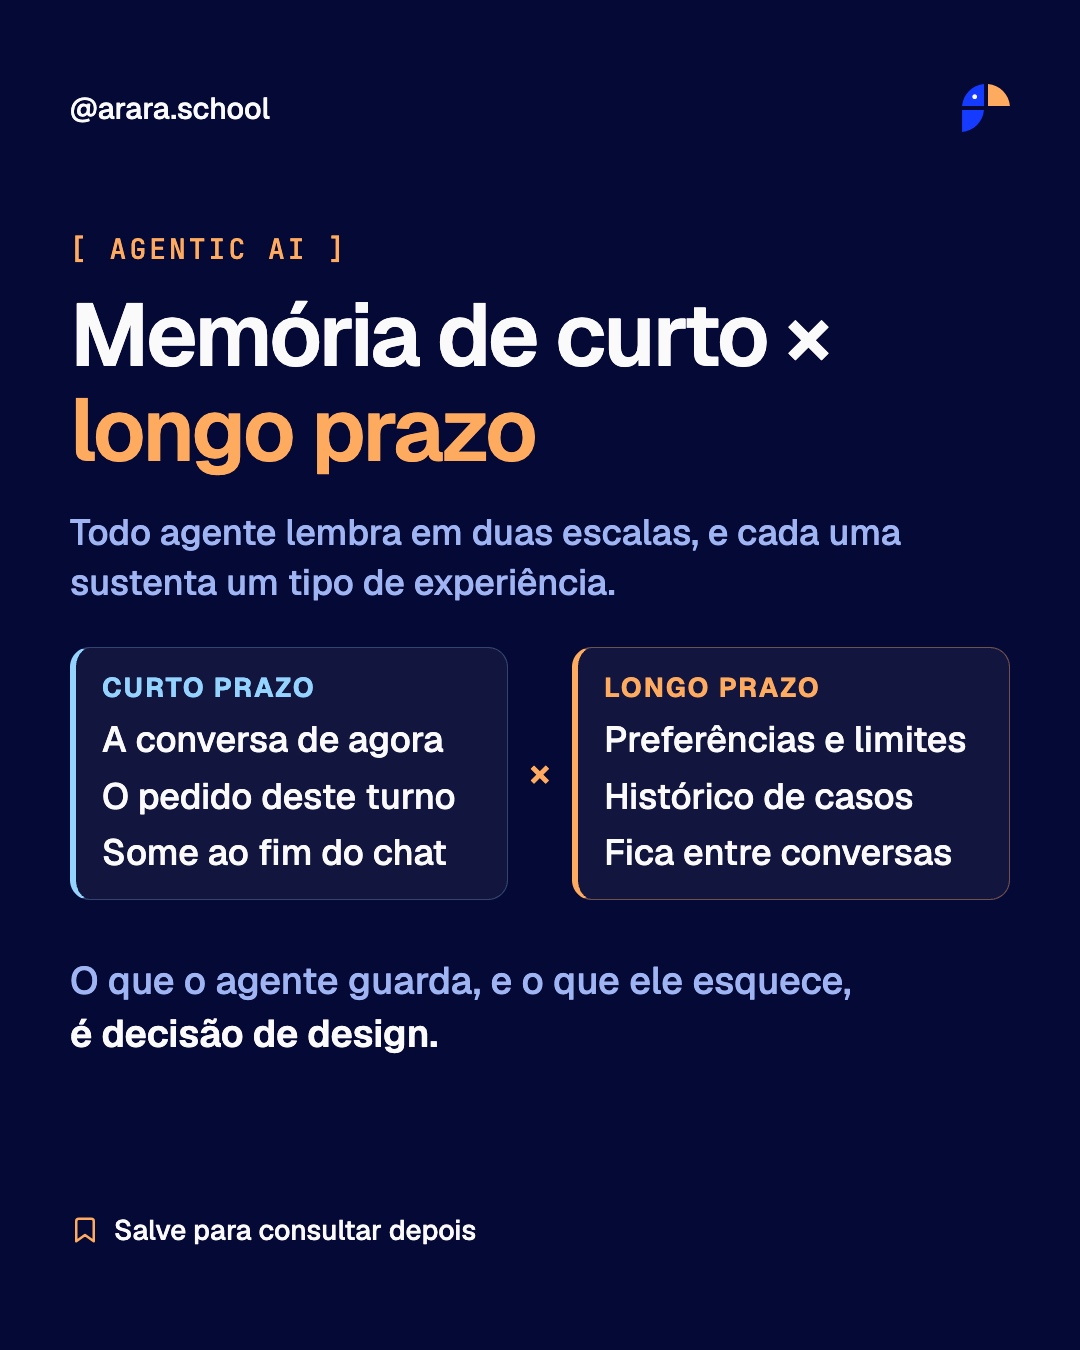 @arara.school
[ AGENTIC AI ]
Memória de curto ×
longo prazo
Todo agente lembra em duas escalas, e cada uma
sustenta um tipo de experiência.
CURTO PRAZO
A conversa de agora
O pedido deste turno
Some ao fim do chat
×
LONGO PRAZO
Preferências e limites
Histórico de casos
Fica entre conversas
O que o agente guarda, e o que ele esquece,
é decisão de design.
Salve para consultar depois